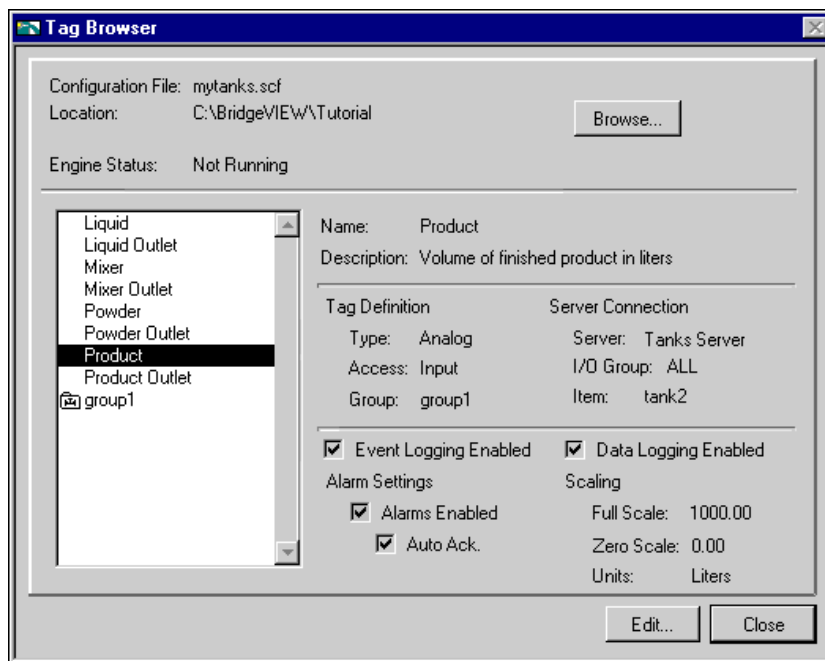 Tag Browser
Configuration File: mytanks.scf
Location: C:\BridgeVIEW\Tutorial
Browse...
Engine Status: Not Running
Liquid
Liquid Outlet
Mixer
Mixer Outlet
Powder
Powder Outlet
Product
Product Outlet
group1
Name: Product
Description: Volume of finished product in liters
Tag Definition
Type: Analog
Access: Input
Group: group1
Server Connection
Server: Tanks Server
I/O Group: ALL
Item: tank2
Event Logging Enabled
Alarm Settings
Alarms Enabled
Auto Ack.
Data Logging Enabled
Scaling
Full Scale: 1000.00
Zero Scale: 0.00
Units: Liters
Edit...
Close